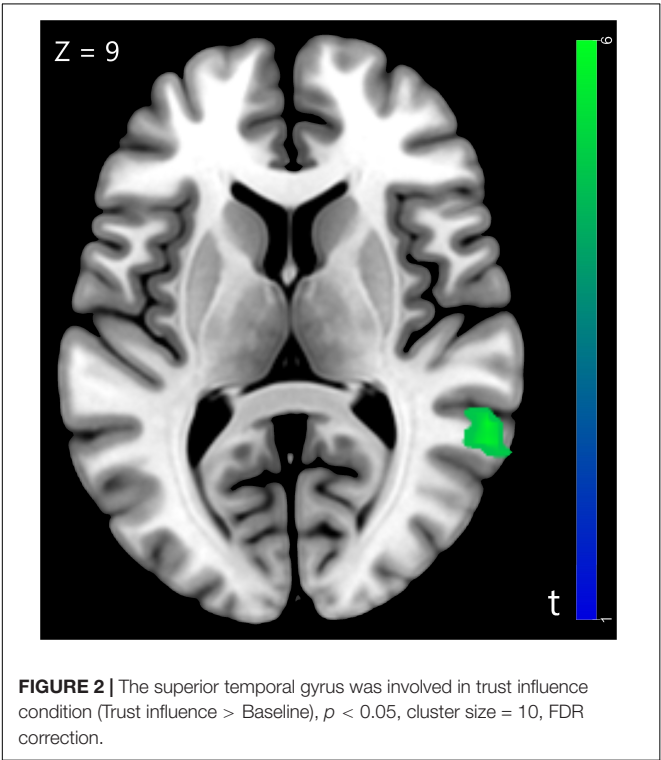 Z = 9
6
t
1
FIGURE 2 | The superior temporal gyrus was involved in trust influence
condition (Trust influence > Baseline), p < 0.05, cluster size = 10, FDR
correction.